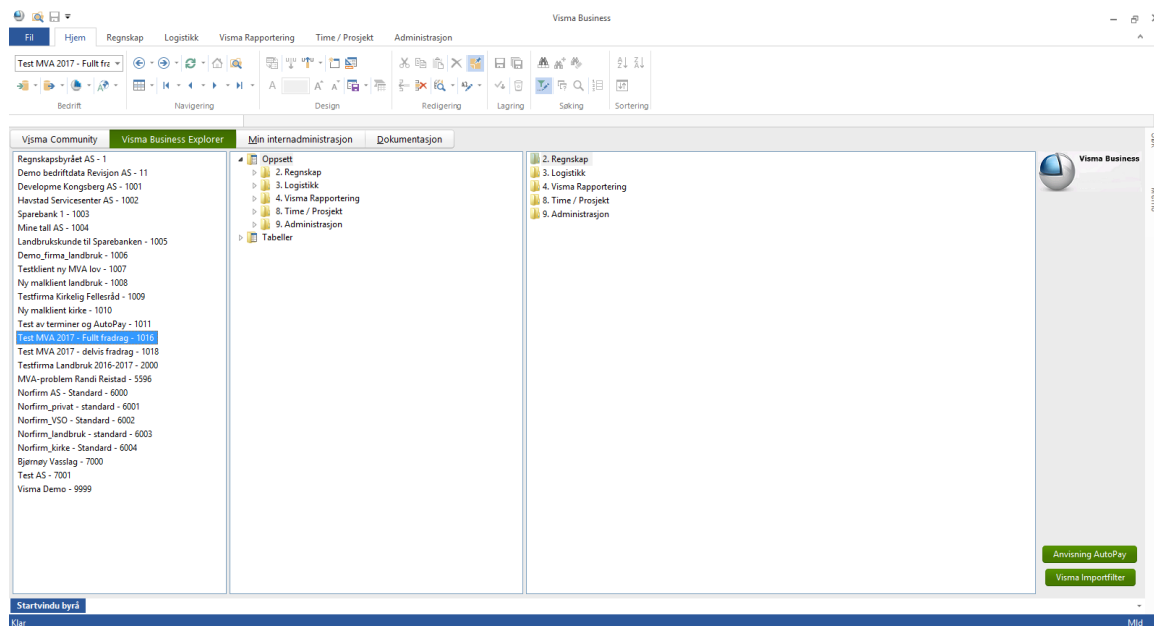 Visma Business
Fil Hjem Regnskap Logistikk Visma Rapportering Time / Prosjekt Administrasjon
Test MVA 2017 - Fullt fra
Bedrift Navigering Design Redigering Lagring Søking Sortering
Visma Community Visma Business Explorer Min internadministrasjon Dokumentasjon
Regnskapsbyrået AS - 1
Demo bedriftdata Revisjon AS - 11
Developme Kongsberg AS - 1001
Havstad Servicesenter AS - 1002
Sparebank 1 - 1003
Mine tall AS - 1004
Landbrukskunde til Sparebanken - 1005
Demo_firma_landbruk - 1006
Testklient ny MVA lov - 1007
Ny malklient landbruk - 1008
Testfirma Kirkelig Fellesråd - 1009
Ny malklient kirke - 1010
Test av terminer og AutoPay - 1011
Test MVA 2017 - Fullt fradrag - 1016
Test MVA 2017 - delvis fradrag - 1018
Testfirma Landbruk 2016-2017 - 2000
MVA-problem Randi Reistad - 5596
Norfirm AS - Standard - 6000
Norfirm_privat - standard - 6001
Norfirm_VSO - Standard - 6002
Norfirm_landbruk - standard - 6003
Norfirm_kirke - Standard - 6004
Bjørnøy Vasslag - 7000
Test AS - 7001
Visma Demo - 9999
Oppsett
2. Regnskap
3. Logistikk
4. Visma Rapportering
8. Time / Prosjekt
9. Administrasjon
Tabeller
2. Regnskap
3. Logistikk
4. Visma Rapportering
8. Time / Prosjekt
9. Administrasjon
Visma Business
Anvisning AutoPay
Visma Importfilter
Startvindu byrå
Klar
Mld